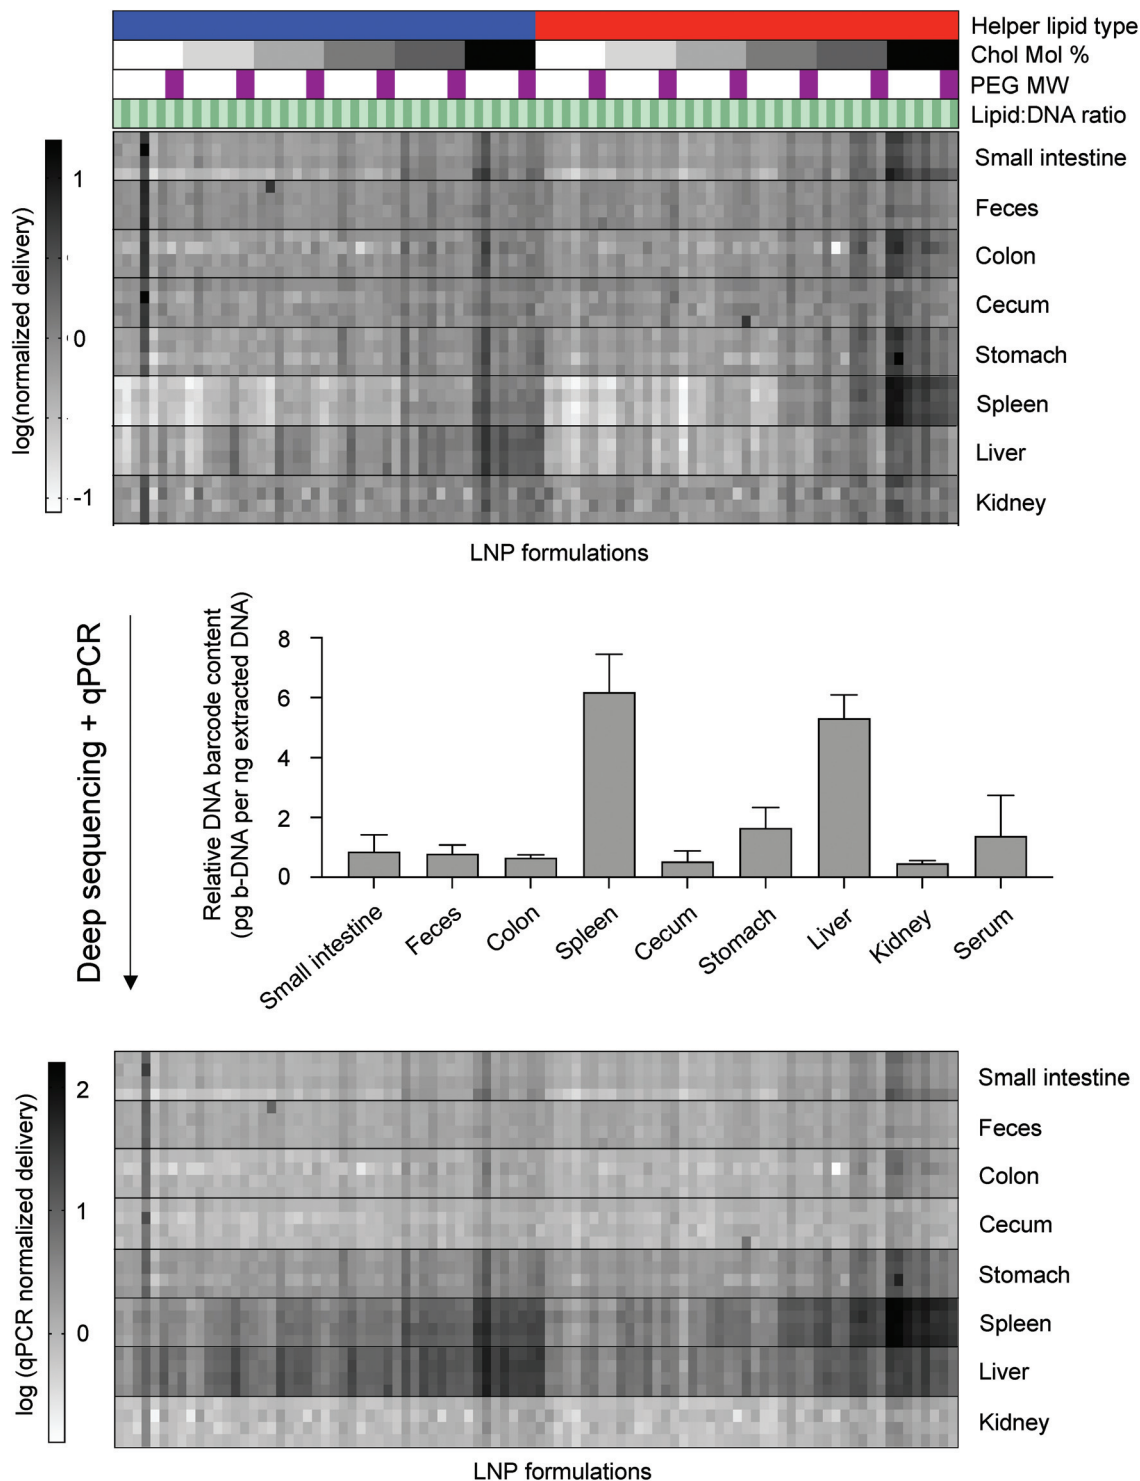 Helper lipid type
Chol Mol %
PEG MW
Lipid:DNA ratio
log(normalized delivery)
1
0
-1
Small intestine
Feces
Colon
Cecum
Stomach
Spleen
Liver
Kidney
LNP formulations
Deep sequencing + qPCR
Relative DNA barcode content
(pg b-DNA per ng extracted DNA)
8
6
4
2
0
Small intestine
Feces
Colon
Spleen
Cecum
Stomach
Liver
Kidney
Serum
log (qPCR normalized delivery)
2
1
0
Small intestine
Feces
Colon
Cecum
Stomach
Spleen
Liver
Kidney
LNP formulations